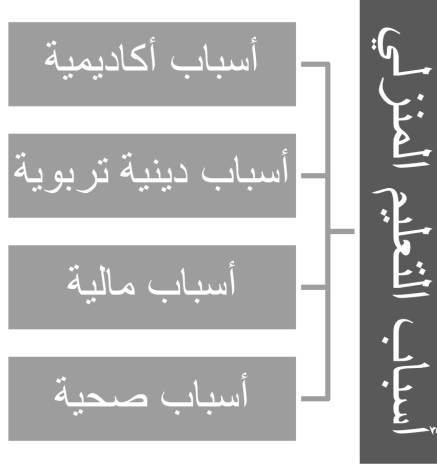 أسباب التعليم المنزلي
أسباب أكاديمية
أسباب دينية تربوية
أسباب مالية
أسباب صحية